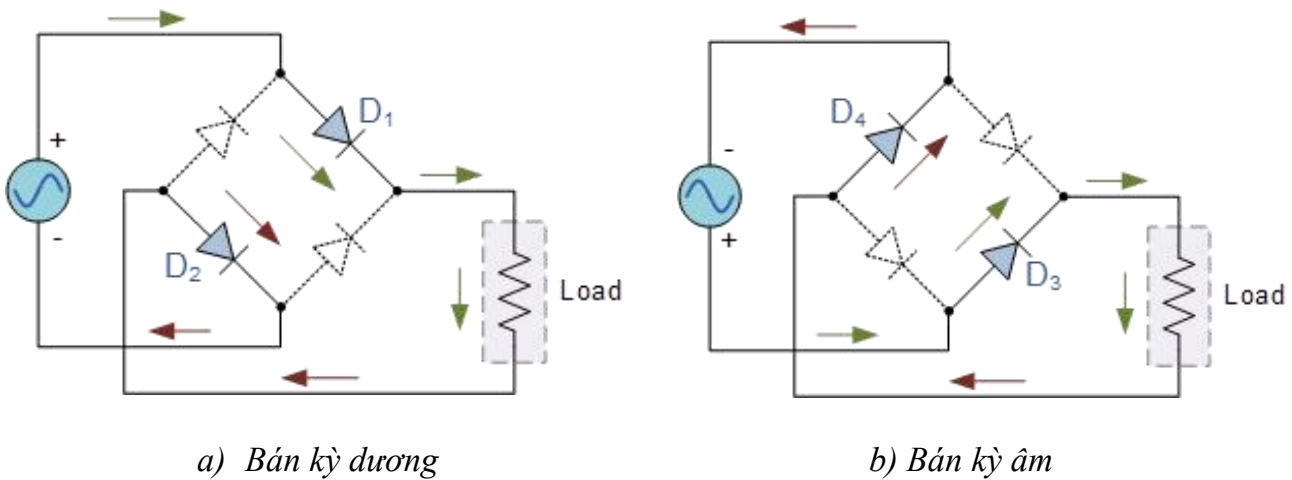 +
-
D₁
D₂
Load
-
+
D₄
D₃
Load
a) Bán kỳ dương
b) Bán kỳ âm